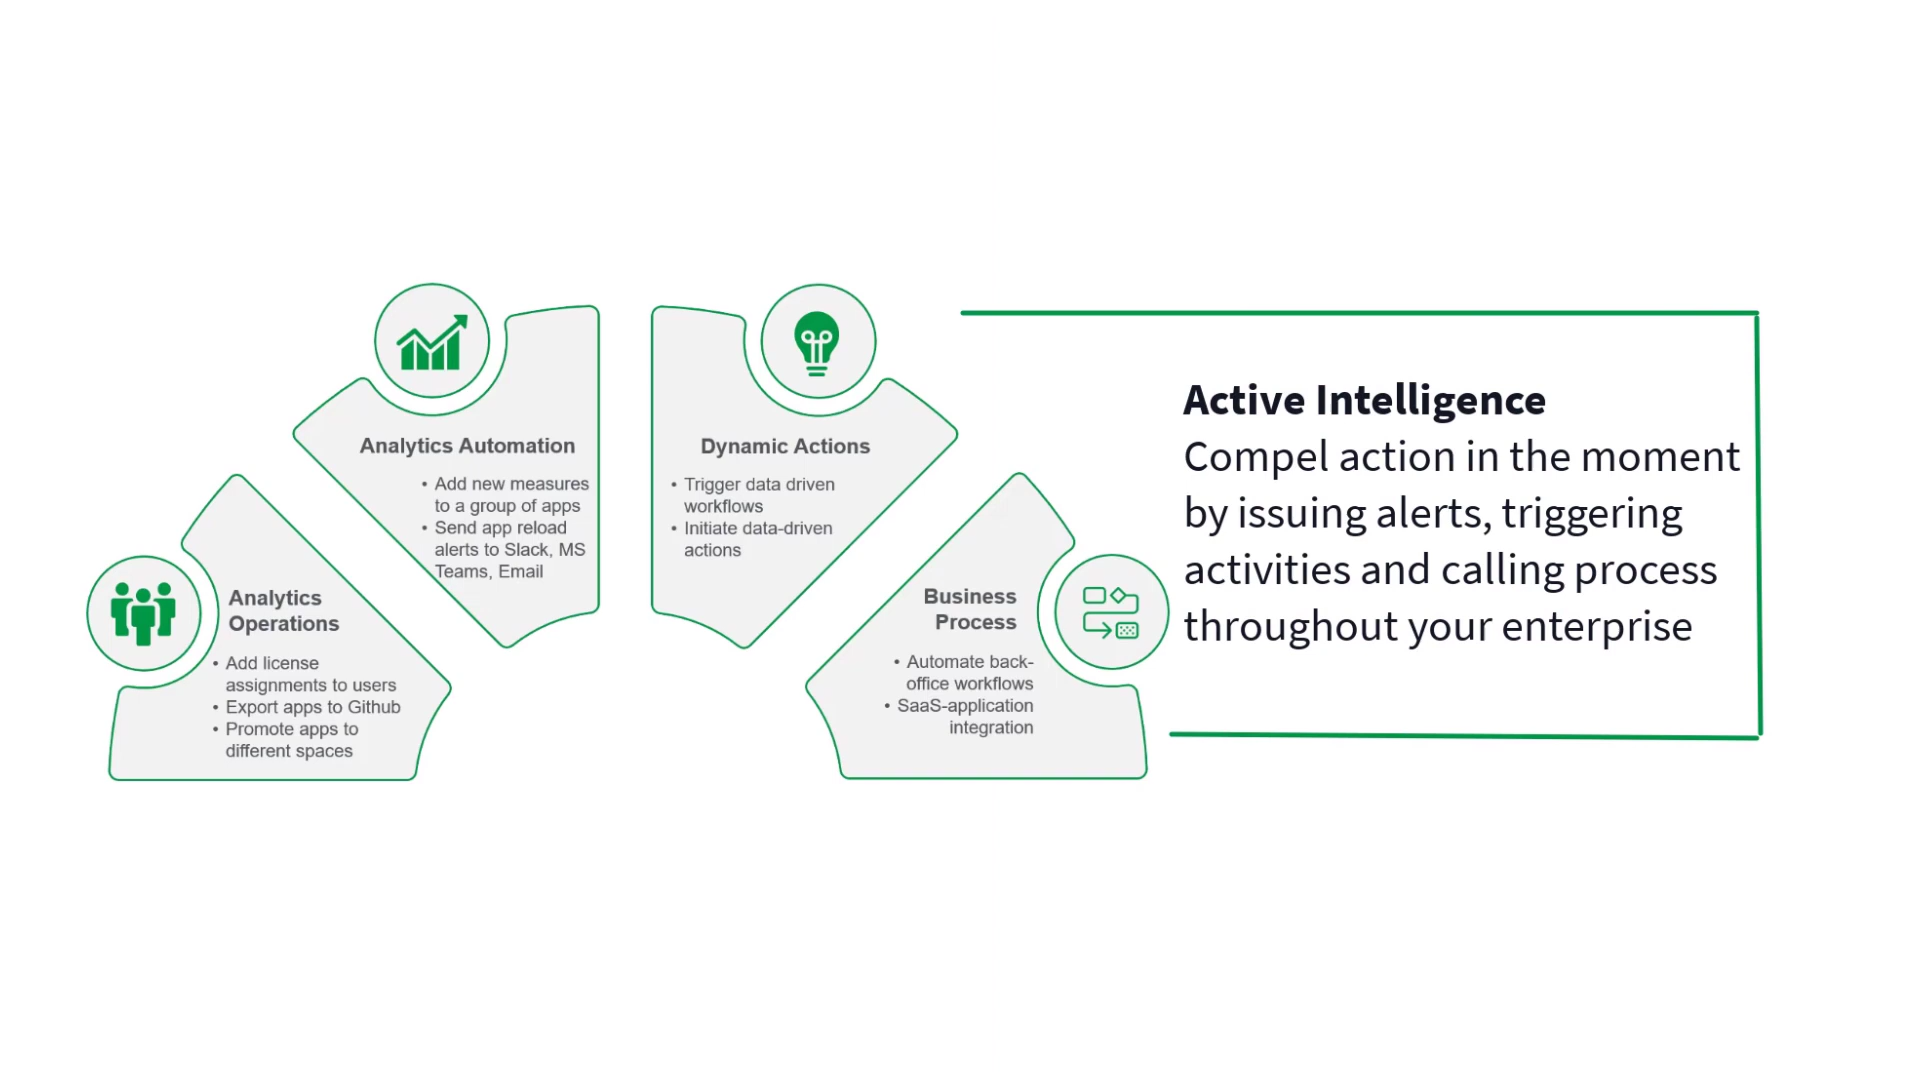 Analytics Automation
• Add new measures
to a group of apps
• Send app reload
alerts to Slack, MS
Teams, Email
Dynamic Actions
• Trigger data driven
workflows
• Initiate data-driven
actions
Analytics
Operations
• Add license
assignments to users
• Export apps to Github
• Promote apps to
different spaces
Business
Process
• Automate back-
office workflows
• SaaS-application
integration
Active Intelligence
Compel action in the moment
by issuing alerts, triggering
activities and calling process
throughout your enterprise